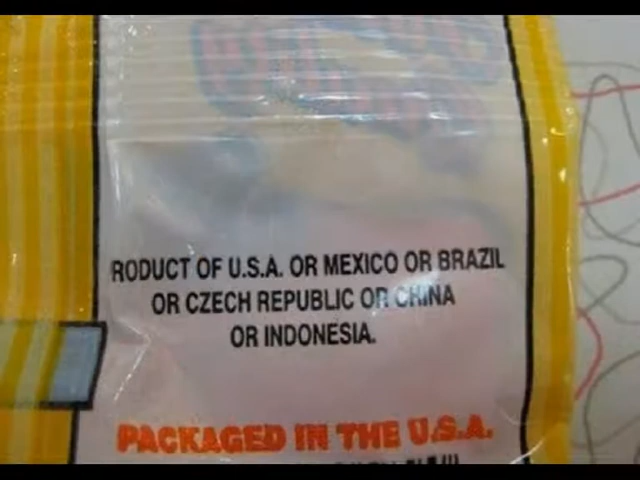 RODUCT OF U.S.A. OR MEXICO OR BRAZIL
OR CZECH REPUBLIC OR CHINA
OR INDONESIA.
PACKAGED IN THE U.S.A.